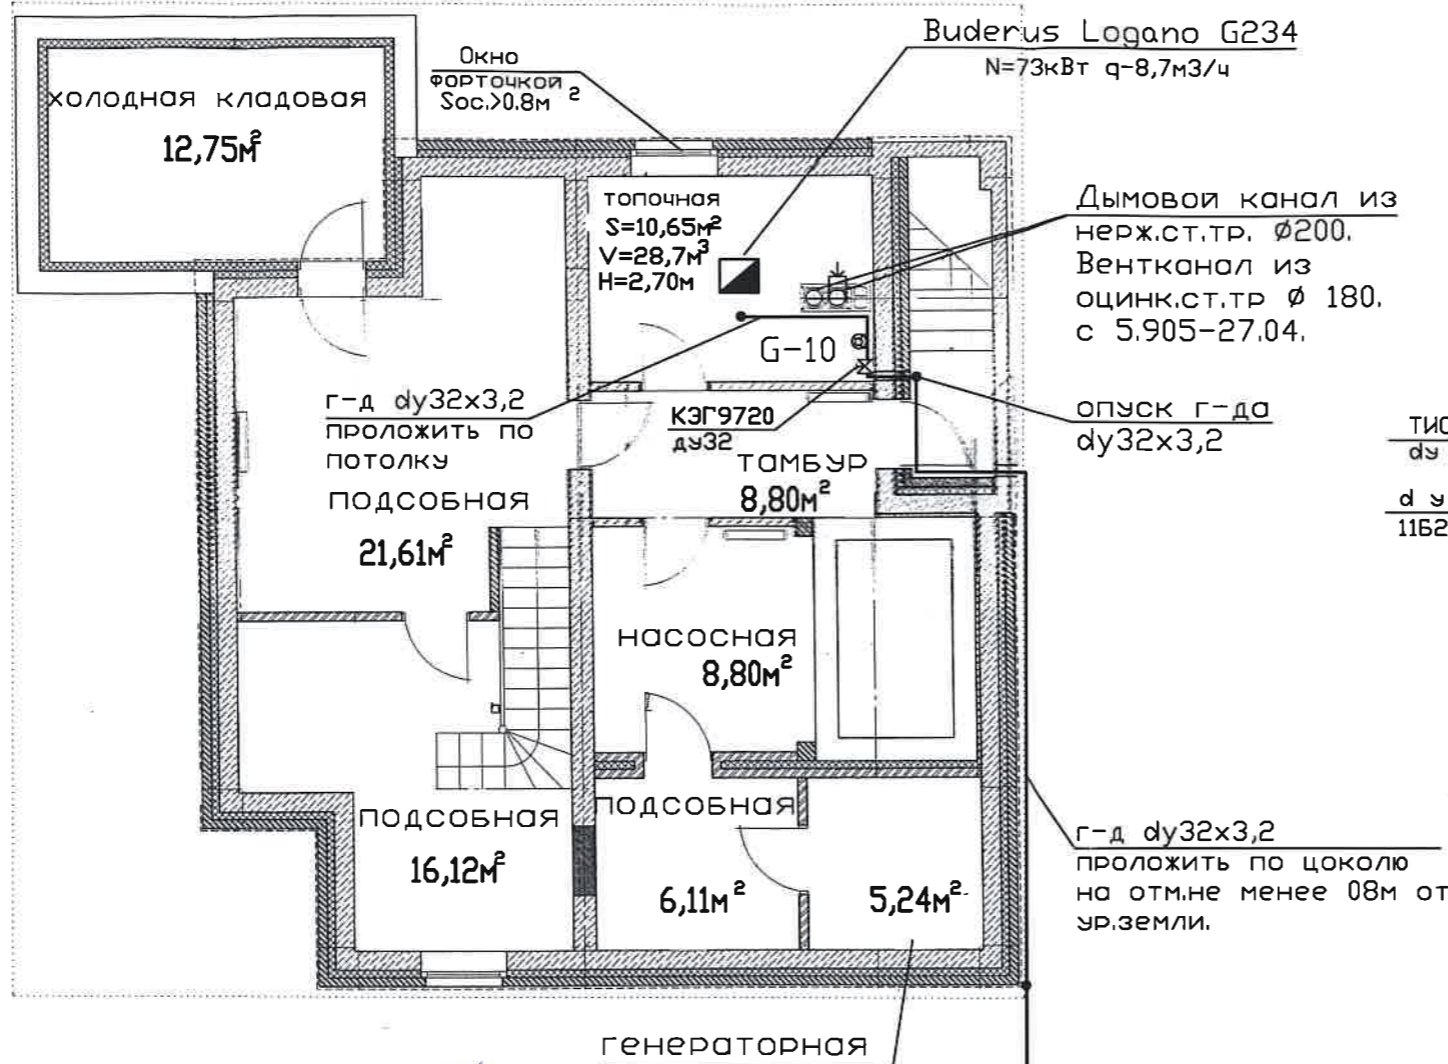 Buderus Logano G234
N=73кВт q-8,7м3/ч
Окно
форточкой
Soc.>0.8м²
холодная кладовая
12,75м²
топочная
S=10,65м²
V=28,7м³
H=2,70м
Дымовой канал из
нерж.ст.тр. Ø200.
Вентканал из
оцинк.ст.тр Ø 180.
с 5.905-27.04.
G-10
г-д dу32х3,2
проложить по
потолку
КЭГ9720
ду32
опуск г-да
dу32х3,2
dу
d у
11Б2
тамбур
8,80м²
подсобная
21,61м²
насосная
8,80м²
подсобная
16,12м²
подсобная
6,11м²
5,24м²
г-д dу32х3,2
проложить по цоколю
на отм.не менее 08м от
ур.земли.
генераторная